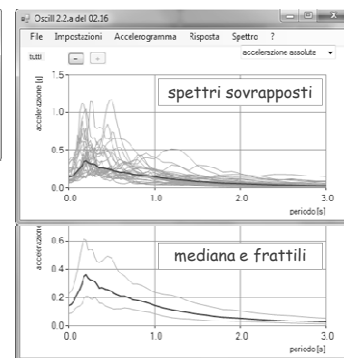 Oscill 2.2.a del 02.16
File Impostazioni Accelerogramma Risposta Spettro ?
tutti - + accelerazione assolute
accelerazione [g]
1.5
1.0
0.5
0.0
spettri sovrapposti
0.0 1.0 2.0 3.0
periodo [s]
0.6
0.4
0.2
0.0
mediana e frattili
0.0 1.0 2.0 3.0
periodo [s]